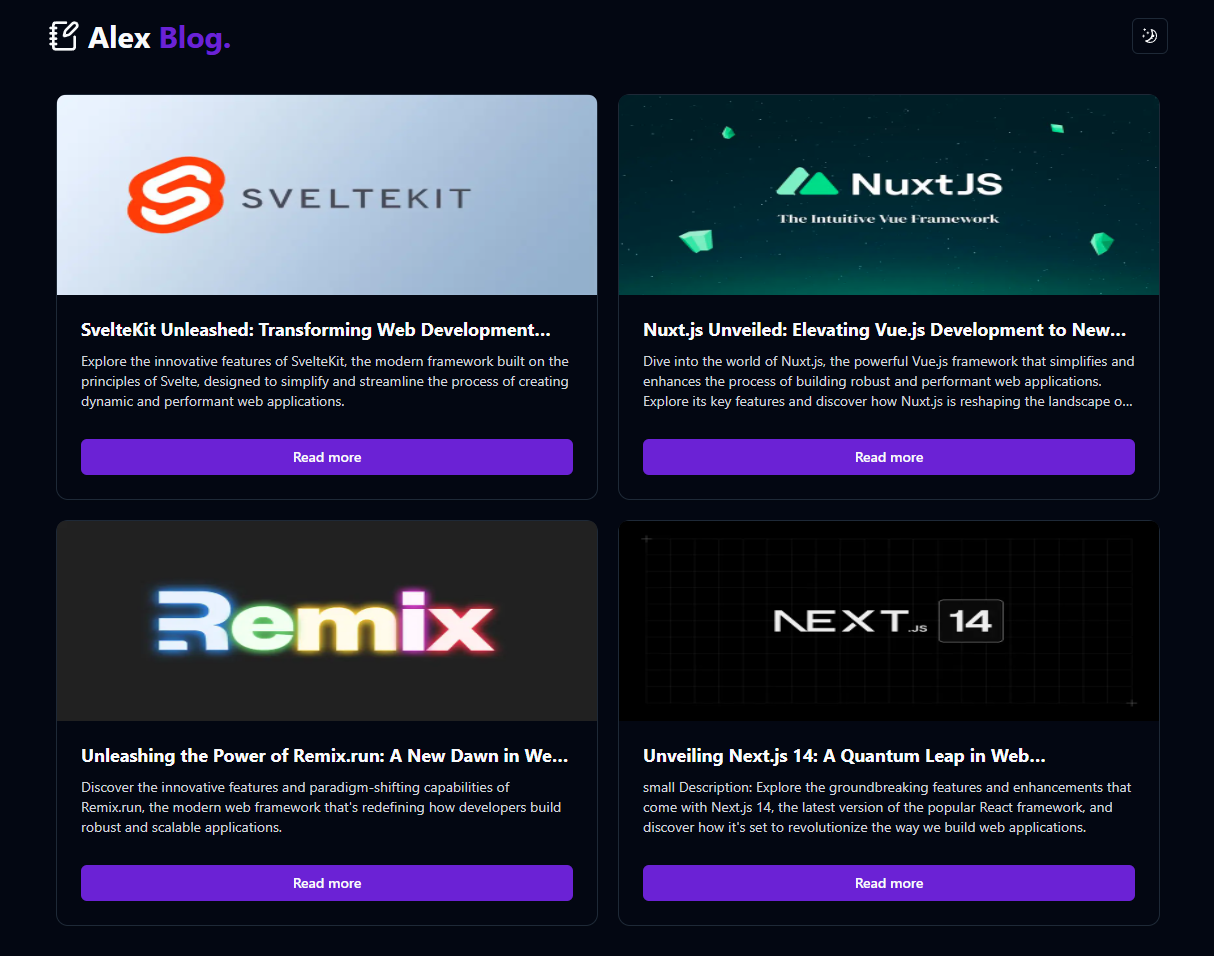 Alex Blog.
SVELTEKIT
NuxtJS
The Intuitive Vue Framework
SvelteKit Unleashed: Transforming Web Development...
Explore the innovative features of SvelteKit, the modern framework built on the
principles of Svelte, designed to simplify and streamline the process of creating
dynamic and performant web applications.
Read more
Nuxt.js Unveiled: Elevating Vue.js Development to New...
Dive into the world of Nuxt.js, the powerful Vue.js framework that simplifies and
enhances the process of building robust and performant web applications.
Explore its key features and discover how Nuxt.js is reshaping the landscape o...
Read more
Remix
NEXT.JS 14
Unleashing the Power of Remix.run: A New Dawn in We...
Discover the innovative features and paradigm-shifting capabilities of
Remix.run, the modern web framework that's redefining how developers build
robust and scalable applications.
Read more
Unveiling Next.js 14: A Quantum Leap in Web...
small Description: Explore the groundbreaking features and enhancements that
come with Next.js 14, the latest version of the popular React framework, and
discover how it's set to revolutionize the way we build web applications.
Read more